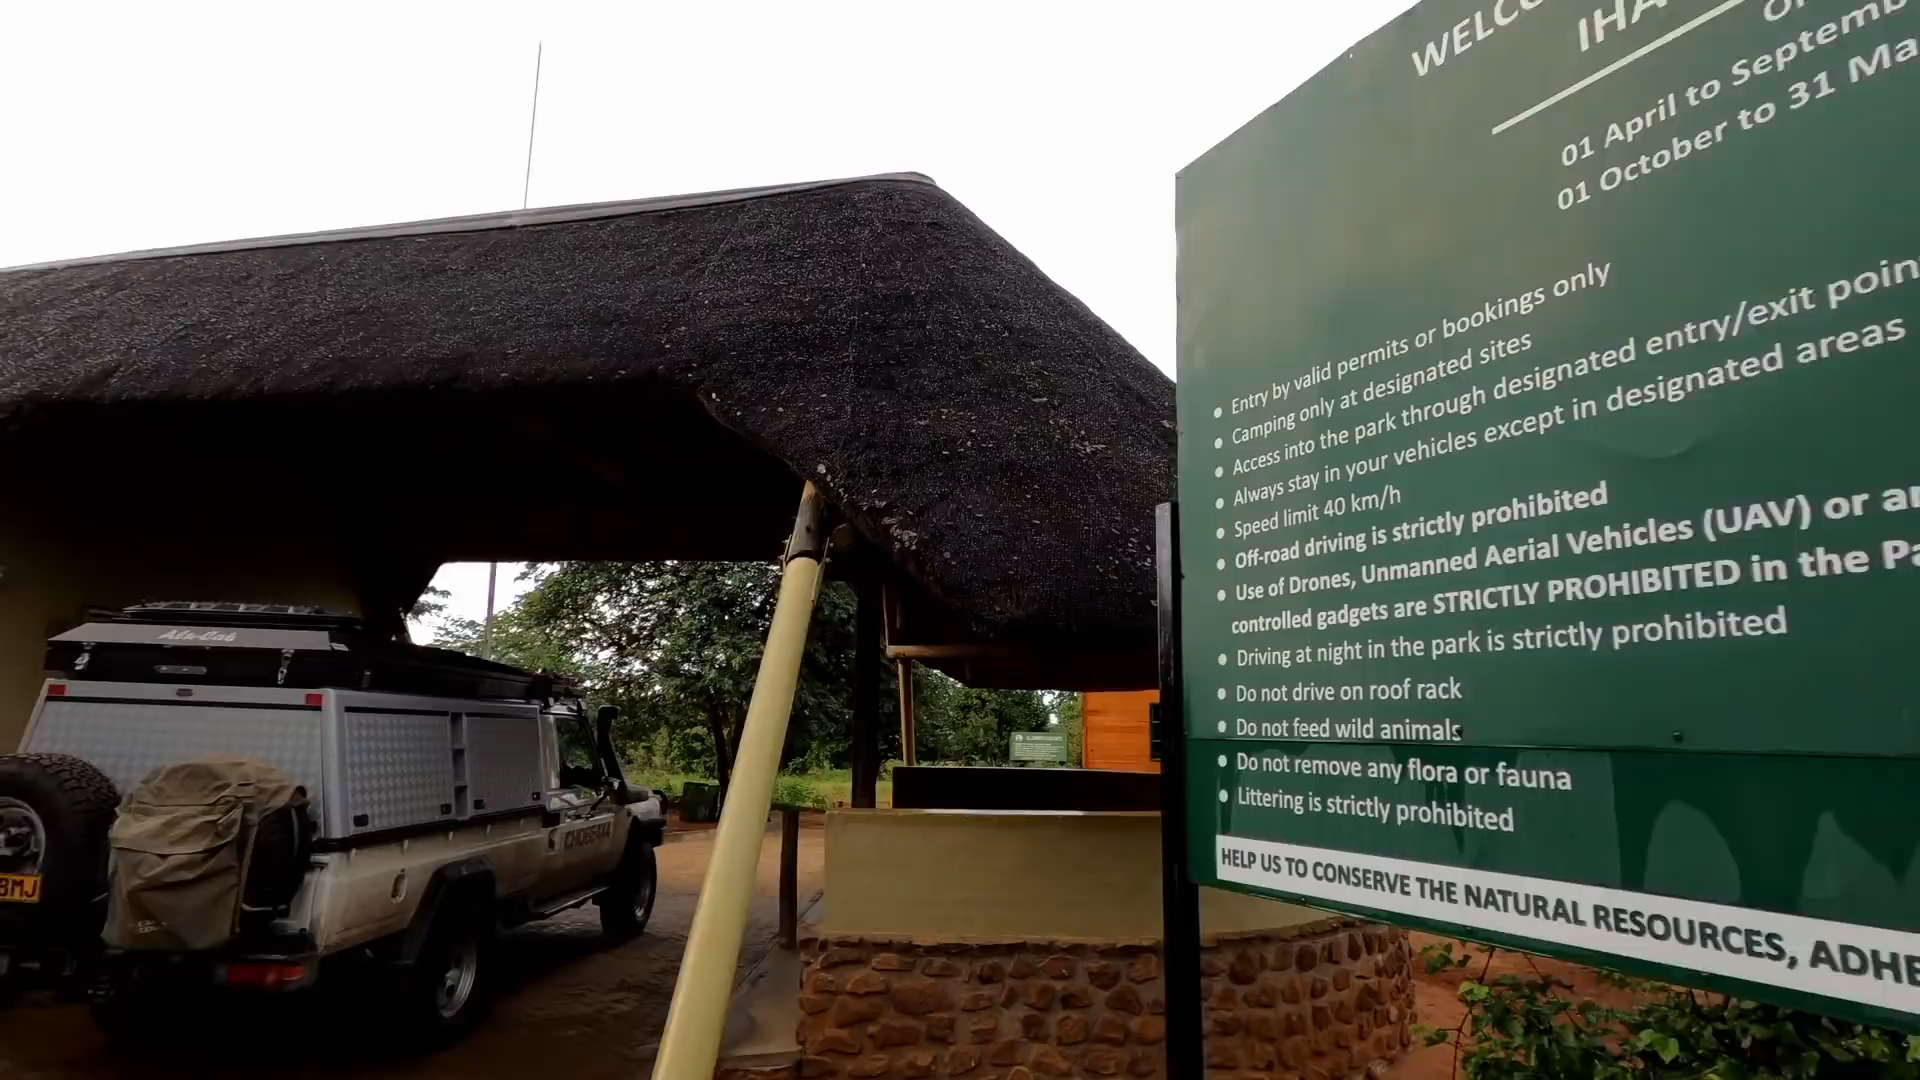 WELCO
IHA
01 April to Septemb
01 October to 31 Ma
Entry by valid permits or bookings only
Camping only at designated sites
Access into the park through designated entry/exit poin
Always stay in your vehicles except in designated areas
Speed limit 40 km/h
Off-road driving is strictly prohibited
Use of Drones, Unmanned Aerial Vehicles (UAV) or an
controlled gadgets are STRICTLY PROHIBITED in the Pa
Driving at night in the park is strictly prohibited
Do not drive on roof rack
Do not feed wild animals
Do not remove any flora or fauna
Littering is strictly prohibited
HELP US TO CONSERVE THE NATURAL RESOURCES, ADHE
Alu-Cab
CHOBE4X4
BMJ